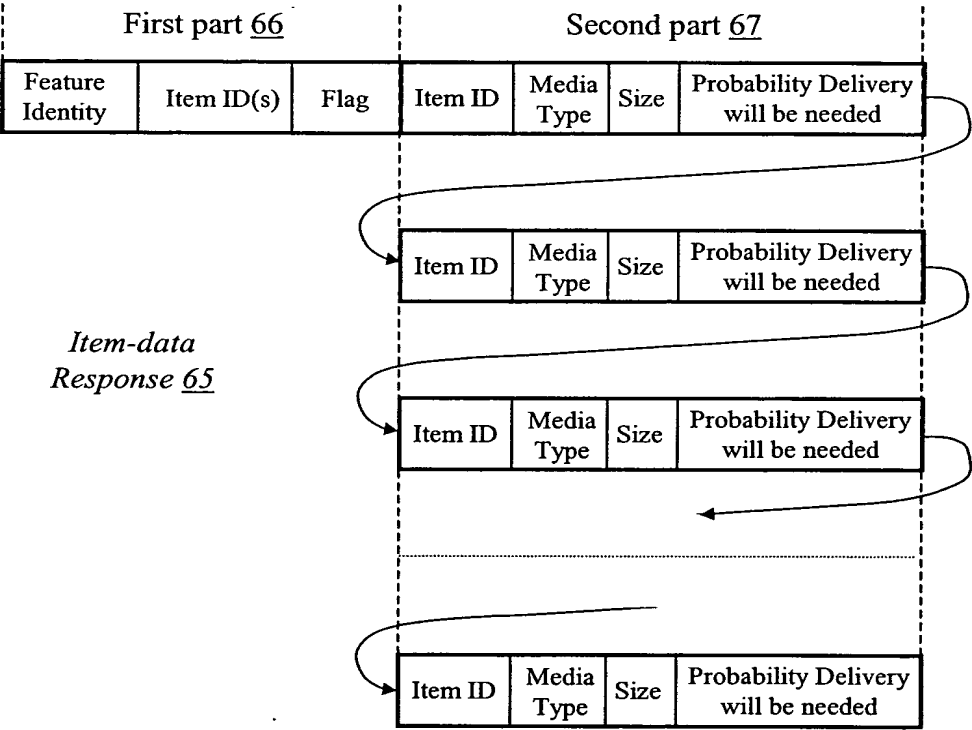 First part 66
Second part 67
Feature Identity
Item ID(s)
Flag
Item ID
Media Type
Size
Probability Delivery will be needed
Item ID
Media Type
Size
Probability Delivery will be needed
Item-data
Response 65
Item ID
Media Type
Size
Probability Delivery will be needed
Item ID
Media Type
Size
Probability Delivery will be needed